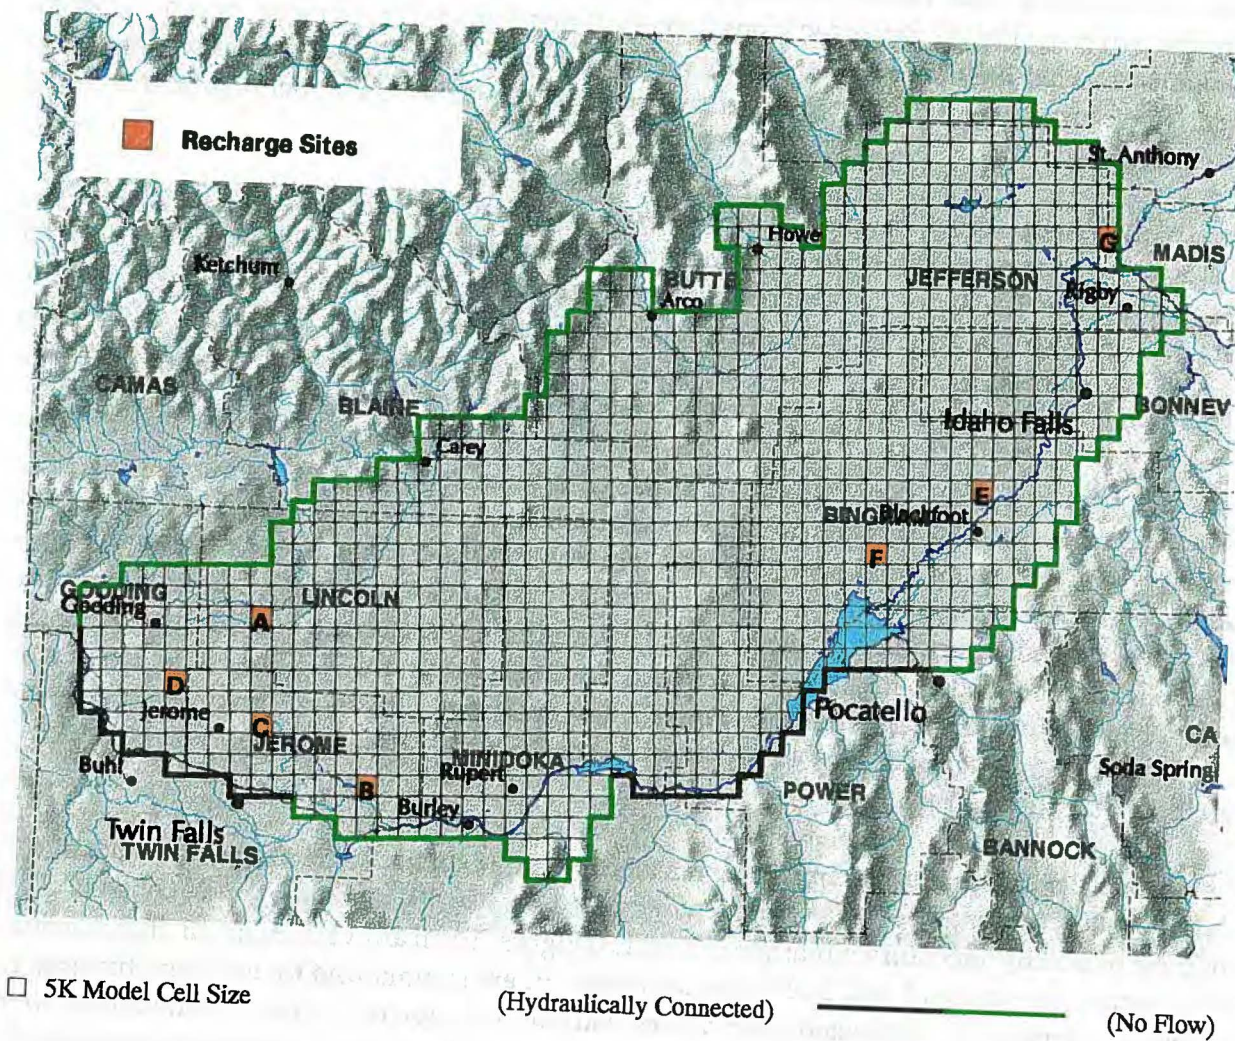 Recharge Sites
St. Anthony
G
MADIS
Howe
Ketchum
BUTTE
JEFFERSON
Rigby
Arco
CAMAS
BLAINE
BONNEV
Idaho Falls
Carey
E
BINGHAM
Blackfoot
F
GOODING
Gooding
LINCOLN
A
D
Jerome
C
JEROME
Pocatello
CA
Buhl
MINIDOKA
Rupert
Soda Spring
B
POWER
Burley
Twin Falls
TWIN FALLS
BANNOCK
5K Model Cell Size
(Hydraulically Connected)
(No Flow)